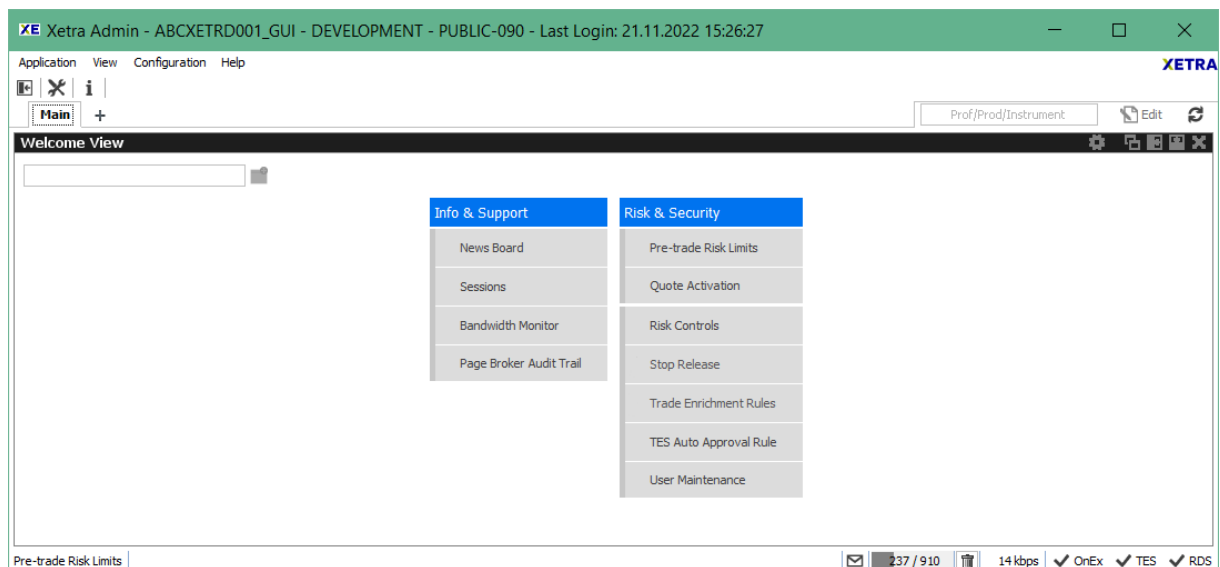 XE Xetra Admin - ABCXETRD001_GUI - DEVELOPMENT - PUBLIC-090 - Last Login: 21.11.2022 15:26:27
Application View Configuration Help
XETRA
Main + Prof/Prod/Instrument Edit
Welcome View
Info & Support
News Board
Sessions
Bandwidth Monitor
Page Broker Audit Trail
Risk & Security
Pre-trade Risk Limits
Quote Activation
Risk Controls
Stop Release
Trade Enrichment Rules
TES Auto Approval Rule
User Maintenance
Pre-trade Risk Limits 237 / 910 14 kbps OnEx TES RDS